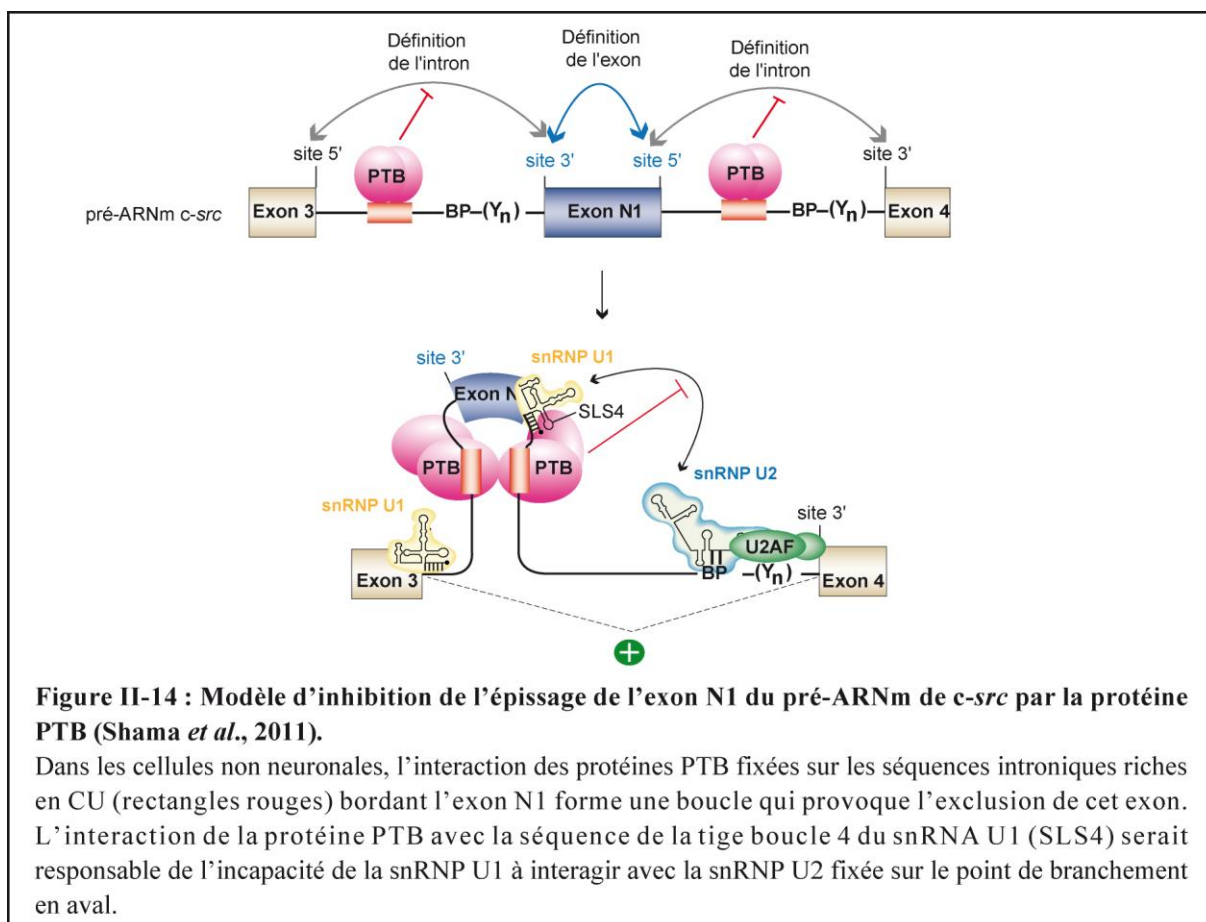 Définition
de l'intron
Définition
de l'exon
Définition
de l'intron
site 5'
site 3'
site 5'
site 3'
PTB
PTB
pré-ARNm c-src
Exon 3
BP–(Yn)
Exon N1
BP–(Yn)
Exon 4
site 3'
snRNP U1
Exon N
SLS4
PTB
PTB
snRNP U2
snRNP U1
site 3'
U2AF
Exon 3
BP –(Yn)
Exon 4
+
Figure II-14 : Modèle d’inhibition de l’épissage de l’exon N1 du pré-ARNm de c-src par la protéine
PTB (Shama et al., 2011).
Dans les cellules non neuronales, l’interaction des protéines PTB fixées sur les séquences introniques riches
en CU (rectangles rouges) bordant l’exon N1 forme une boucle qui provoque l’exclusion de cet exon.
L’interaction de la protéine PTB avec la séquence de la tige boucle 4 du snRNA U1 (SLS4) serait
responsable de l’incapacité de la snRNP U1 à interagir avec la snRNP U2 fixée sur le point de branchement
en aval.